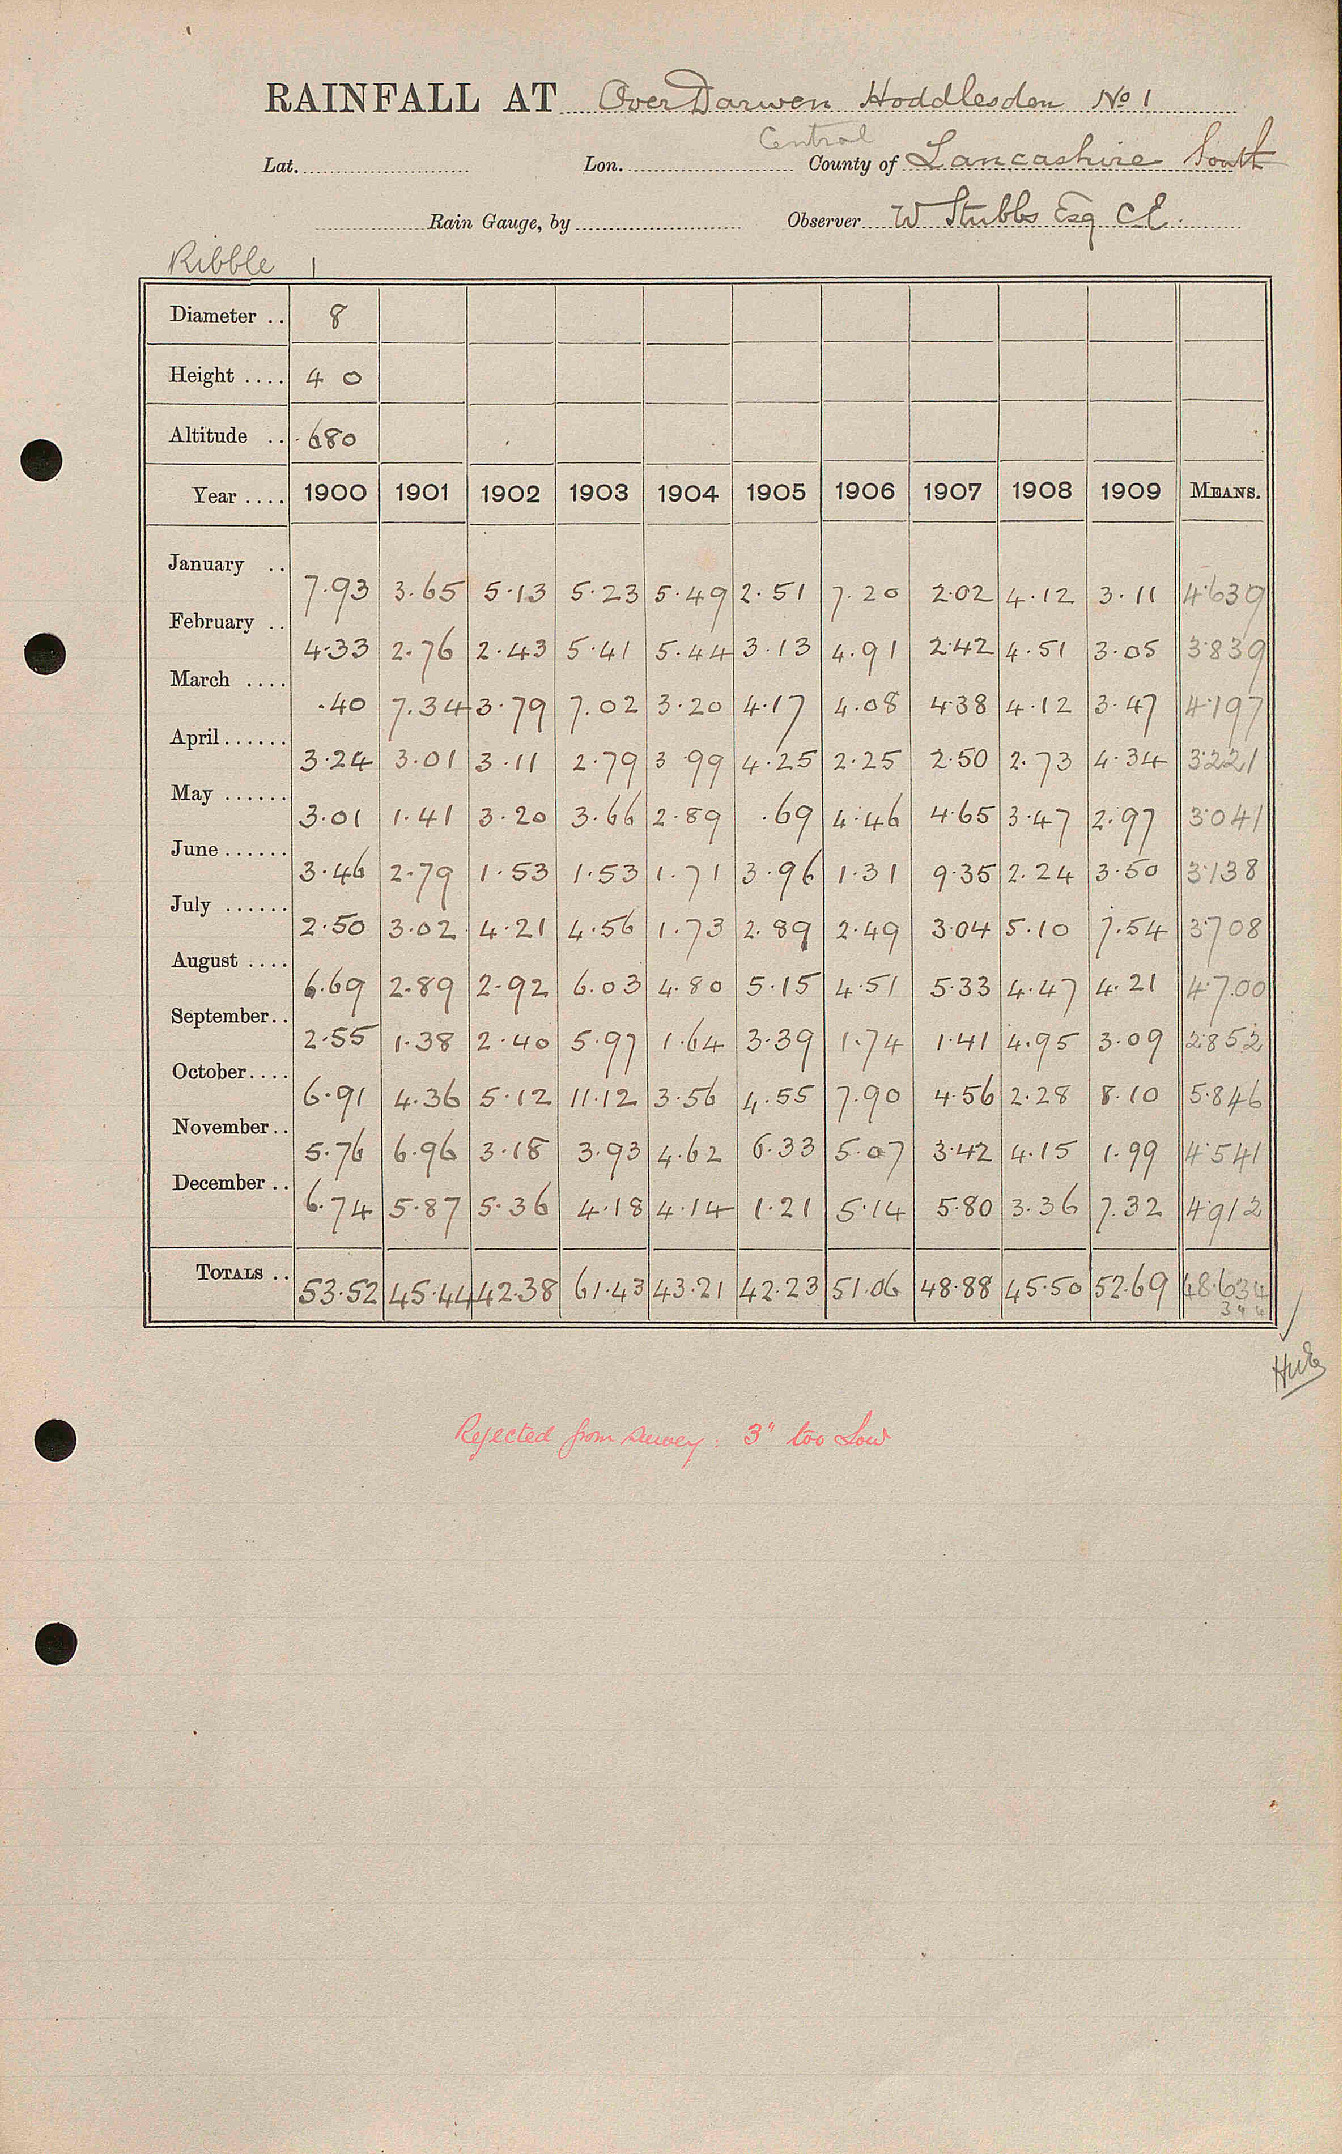 RAINFALL AT Over Darwen Hoddlesden No 1
Central
Lat. Lon. County of Lancashire South
Rain Gauge, by Observer W Stubbs Esq C.E.
Ribble 1
Diameter .. 8
Height .... 4 0
Altitude .. 680
Year .... 1900 1901 1902 1903 1904 1905 1906 1907 1908 1909 MEANS.
January .. 7.93 3.65 5.13 5.23 5.49 2.51 7.20 2.02 4.12 3.11 4.639
February .. 4.33 2.76 2.43 5.41 5.44 3.13 4.91 2.42 4.51 3.05 3.839
March .... .40 7.34 3.79 7.02 3.20 4.17 4.08 4.38 4.12 3.47 4.197
April...... 3.24 3.01 3.11 2.79 3 99 4.25 2.25 2.50 2.73 4.34 3.221
May ...... 3.01 1.41 3.20 3.66 2.89 .69 4.46 4.65 3.47 2.97 3.041
June...... 3.46 2.79 1.53 1.53 1.71 3.96 1.31 9.35 2.24 3.50 3.138
July ...... 2.50 3.02 4.21 4.56 1.73 2.89 2.49 3.04 5.10 7.54 3.708
August .... 6.69 2.89 2.92 6.03 4.80 5.15 4.51 5.33 4.47 4.21 4.700
September.. 2.55 1.38 2.40 5.97 1.64 3.39 1.74 1.41 4.95 3.09 2.852
October.... 6.91 4.36 5.12 11.12 3.56 4.55 7.90 4.56 2.28 8.10 5.846
November.. 5.76 6.96 3.18 3.93 4.62 6.33 5.07 3.42 4.15 1.99 4.541
December .. 6.74 5.87 5.36 4.18 4.14 1.21 5.14 5.80 3.36 7.32 4.912
TOTALS .. 53.52 45.44 42.38 61.43 43.21 42.23 51.06 48.88 45.50 52.69 48.634
Rejected from survey: 3" too Low